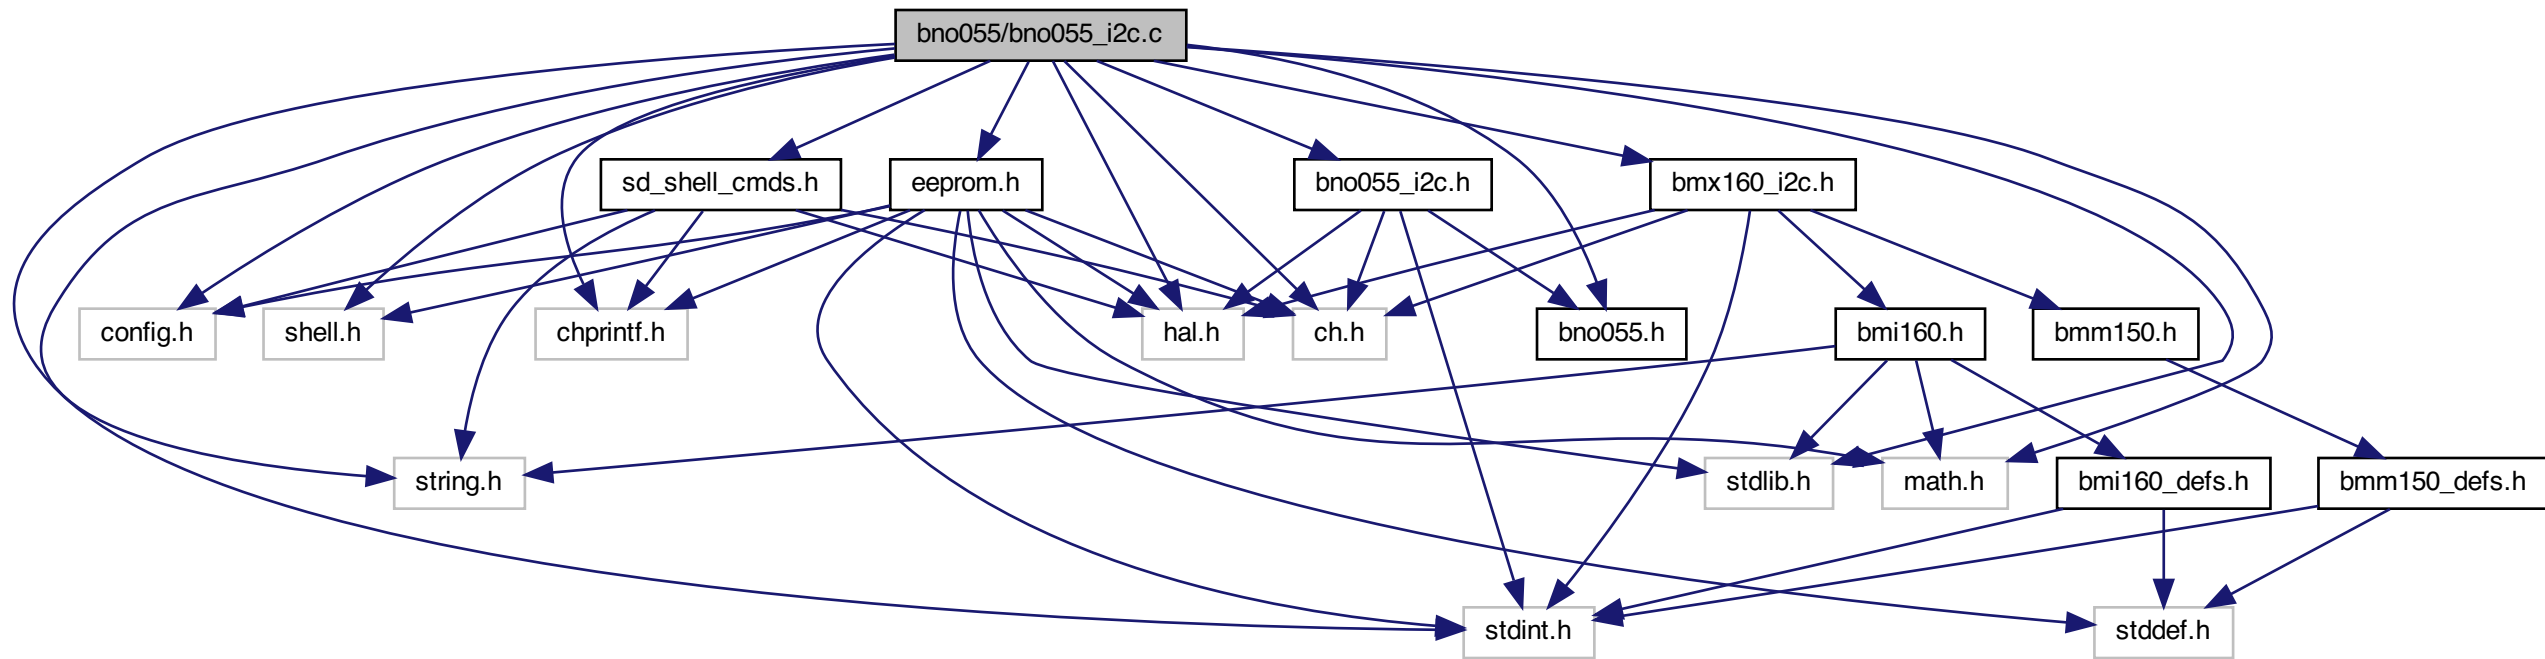 bno055/bno055_i2c.c
sd_shell_cmds.h
eeprom.h
bno055_i2c.h
bmx160_i2c.h
config.h
shell.h
chprintf.h
hal.h
ch.h
bno055.h
bmi160.h
bmm150.h
string.h
stdlib.h
math.h
bmi160_defs.h
bmm150_defs.h
stdint.h
stddef.h